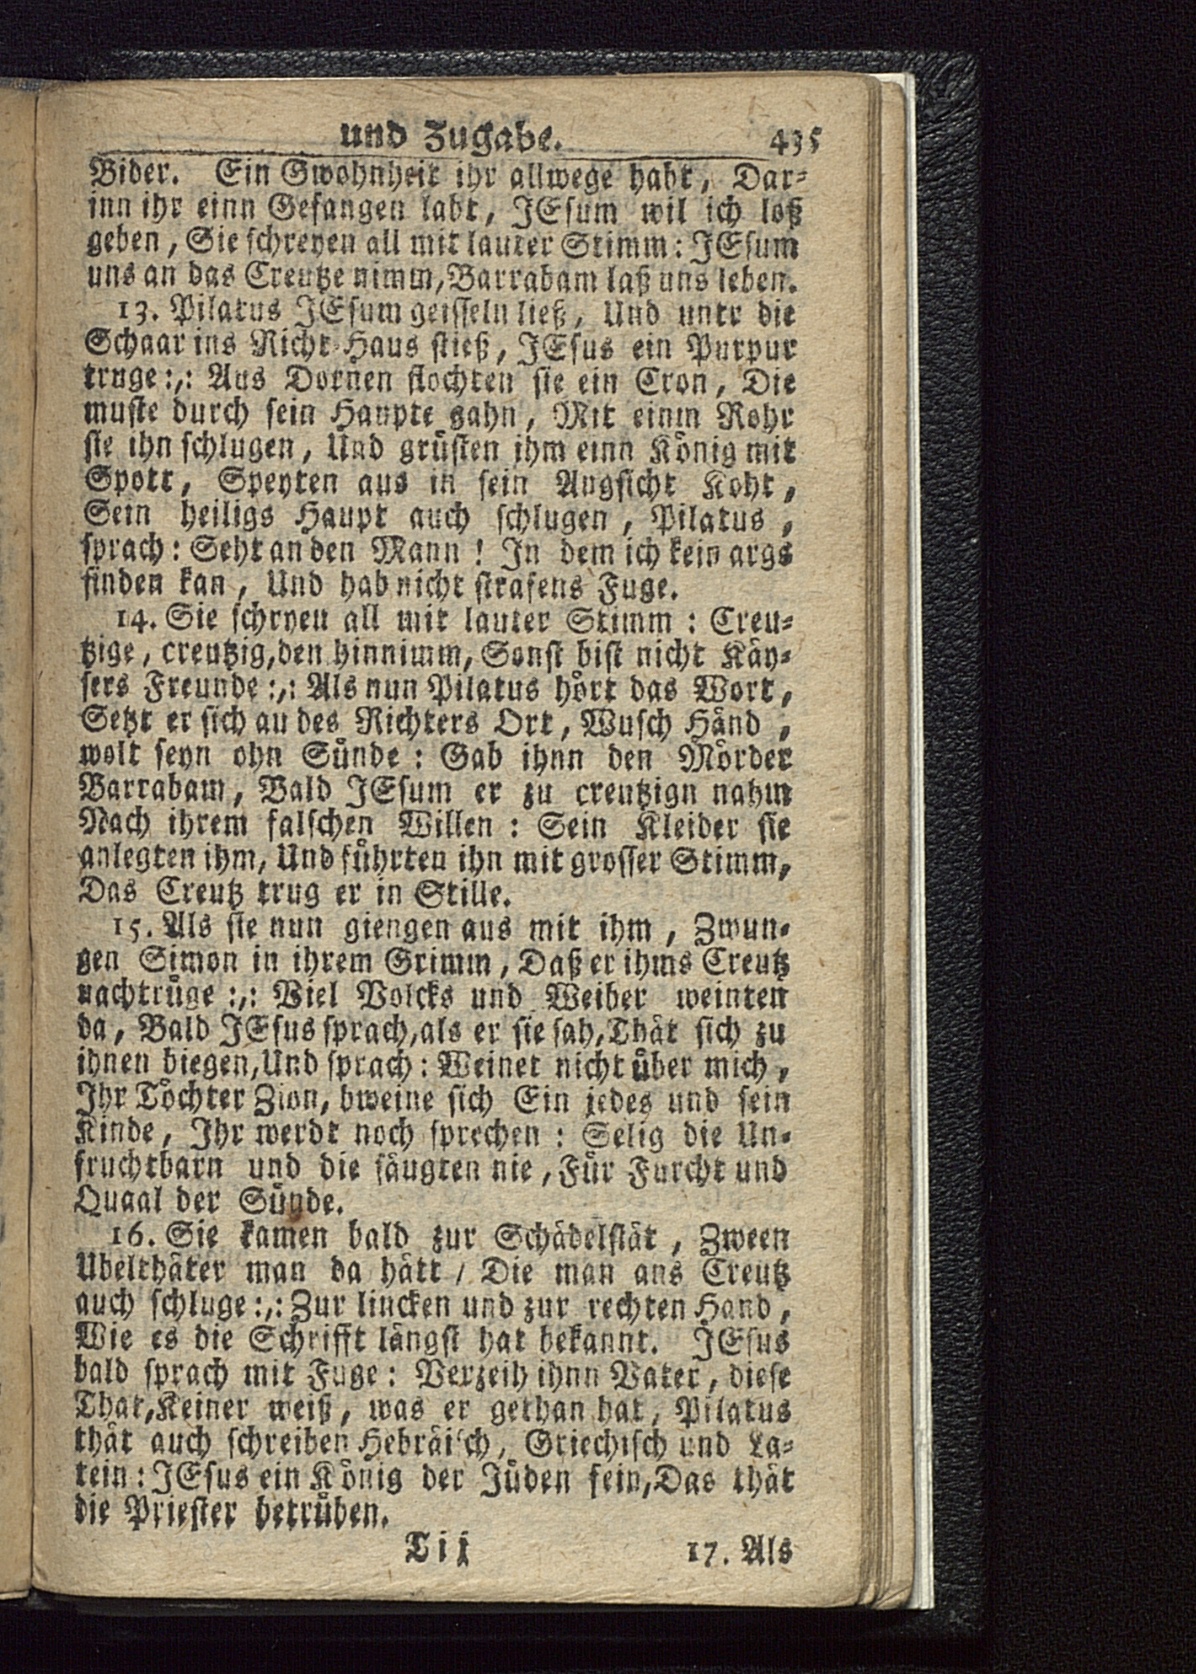 und Zugabe. 435
Bider. Ein Gwohnheit ihr allwege habt, Dar-
inn ihr einn Gefangen labt, JEsum wil ich loß
geben, Sie schreyen all mit lauter Stimm: JEsum
uns an das Creutze nimm, Barrabam laß uns leben.
13. Pilatus JEsum geisseln ließ, Und untr die
Schaar ins Richt-Haus stieß, JEsus ein Purpur
truge:,: Aus Dornen flochten sie ein Cron, Die
muste durch sein Haupte gahn, Mit einm Rohr
sie ihn schlugen, Und grüsten ihm einn König mit
Spott, Speyten aus in sein Angsicht Koht,
Sein heiligs Haupt auch schlugen, Pilatus,
sprach: Seht an den Mann! In dem ich kein args
finden kan, Und hab nicht strafens Fuge.
14. Sie schryen all mit lauter Stimm: Creu-
tzige, creutzig, den hinnimm, Sonst bist nicht Käy-
sers Freunde:,: Als nun Pilatus hört das Wort,
Setzt er sich an des Richters Ort, Wusch Händ,
wolt seyn ohn Sünde: Gab ihnn den Mörder
Barrabam, Bald JEsum er zu creutzign nahm
Nach ihrem falschen Willen: Sein Kleider sie
anlegten ihm, Und führten ihn mit grosser Stimm,
Das Creutz trug er in Stille.
15. Als sie nun giengen aus mit ihm, Zwun-
gen Simon in ihrem Grimm, Daß er ihms Creutz
nachtrüge:,: Viel Volcks und Weiber weinten
da, Bald JEsus sprach, als er sie sah, Thät sich zu
ihnen biegen, Und sprach: Weinet nicht über mich,
Ihr Töchter Zion, bweine sich Ein jedes und sein
Kinde, Ihr werdt noch sprechen: Selig die Un-
fruchtbarn und die säugten nie, Für Furcht und
Quaal der Sünde.
16. Sie kamen bald zur Schädelstät, Zween
Ubelthäter man da hätt / Die man ans Creutz
auch schluge:,: Zur lincken und zur rechten Hand,
Wie es die Schrifft längst hat bekannt. JEsus
bald sprach mit Fuge: Verzeih ihnn Vater, diese
That, Keiner weiß, was er gethan hat, Pilatus
thät auch schreiben Hebräisch, Griechisch und La-
tein: JEsus ein König der Jüden fein, Das thät
die Priester betrüben.
T i j 17. Als